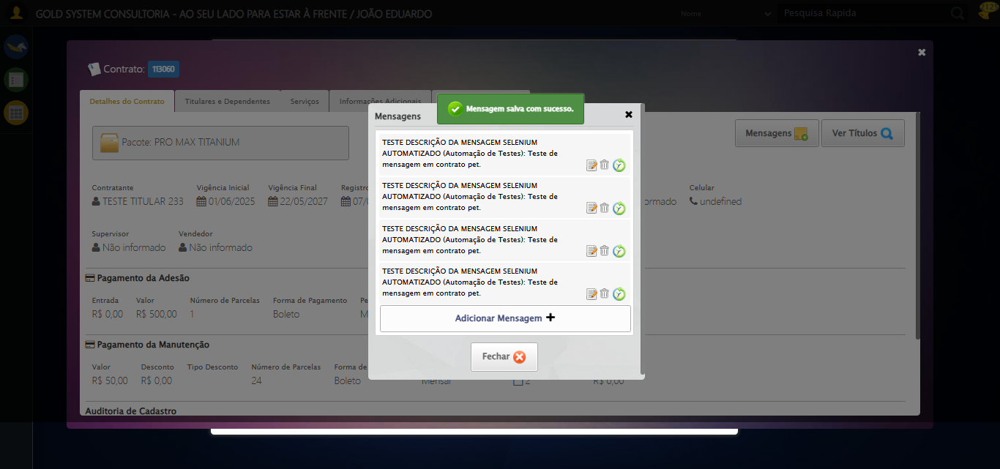 GOLD SYSTEM CONSULTORIA - AO SEU LADO PARA ESTAR À FRENTE / JOÃO EDUARDO
Nome
Pesquisa Rapida
Contrato: 113060
Detalhes do Contrato
Titulares e Dependentes
Serviços
Informações Adicionais
Mensagem salva com sucesso.
Mensagens
Pacote: PRO MAX TITANIUM
Mensagens
Ver Títulos
TESTE DESCRIÇÃO DA MENSAGEM SELENIUM
AUTOMATIZADO (Automação de Testes): Teste de
mensagem em contrato pet.
TESTE DESCRIÇÃO DA MENSAGEM SELENIUM
AUTOMATIZADO (Automação de Testes): Teste de
mensagem em contrato pet.
TESTE DESCRIÇÃO DA MENSAGEM SELENIUM
AUTOMATIZADO (Automação de Testes): Teste de
mensagem em contrato pet.
TESTE DESCRIÇÃO DA MENSAGEM SELENIUM
AUTOMATIZADO (Automação de Testes): Teste de
mensagem em contrato pet.
Adicionar Mensagem
Fechar
Contratante Vigência Inicial Vigência Final Registro Celular
TESTE TITULAR 233 01/06/2025 22/05/2027 07/0 ormado undefined
Supervisor Vendedor
Não informado Não informado
Pagamento da Adesão
Entrada Valor Número de Parcelas Forma de Pagamento Pe
R$ 0,00 R$ 500,00 1 Boleto M
Pagamento da Manutenção
Valor Desconto Tipo Desconto Número de Parcelas Forma de
R$ 50,00 R$ 0,00 24 Boleto Mensal 2 R$ 0,00
Auditoria de Cadastro